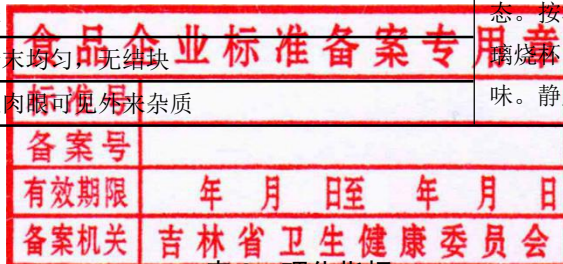 态。按
食品企业标准备案专用章
末均匀，无结块
璃烧杯
标准号
肉眼可见外来杂质
味。静
备案号
有效期限 年 月 日至 年 月 日
备案机关 吉林省卫生健康委员会